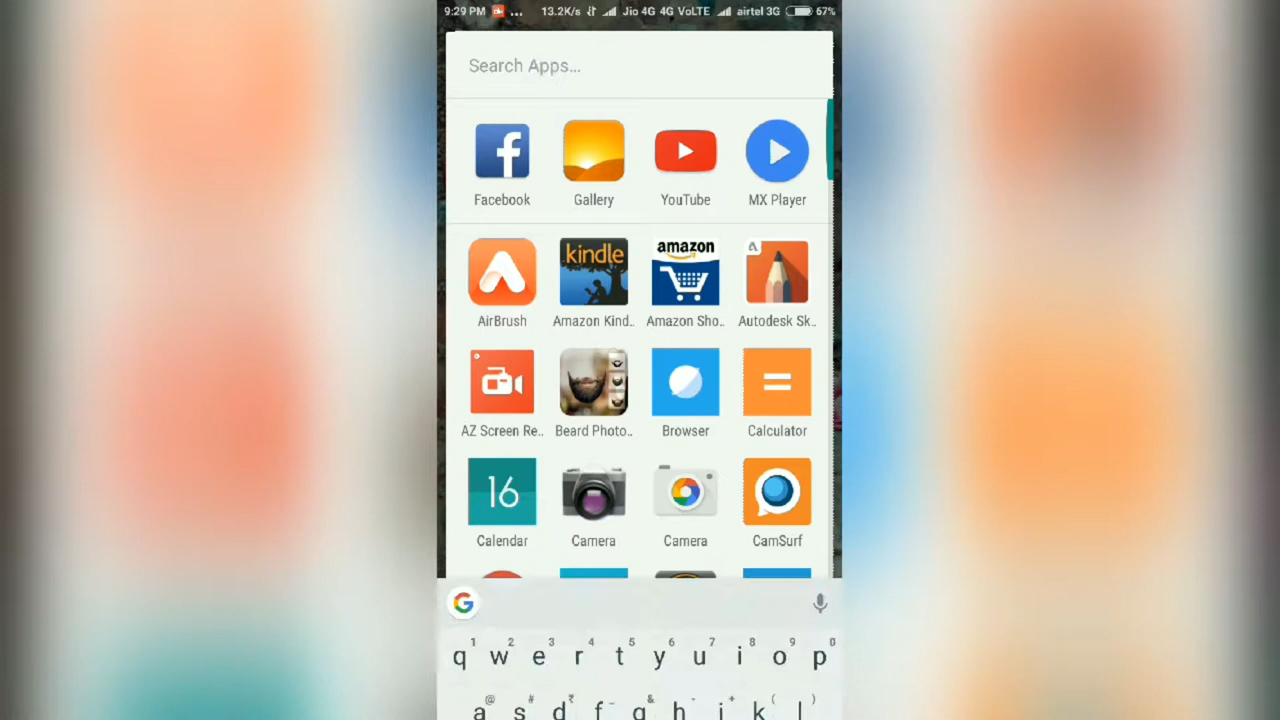 9:29 PM ... 13.2K/s Jio 4G 4G VoLTE airtel 3G 67%
Search Apps...
Facebook Gallery YouTube MX Player
kindle amazon
AirBrush Amazon Kind.. Amazon Sho.. Autodesk Sk..
AZ Screen Re.. Beard Photo.. Browser Calculator
16
Calendar Camera Camera CamSurf
G
1 2 3 4 5 6 7 8 9 0
q w e r t y u i o p
@ # ₹ _ & - + ( )
a s d f g h j k l